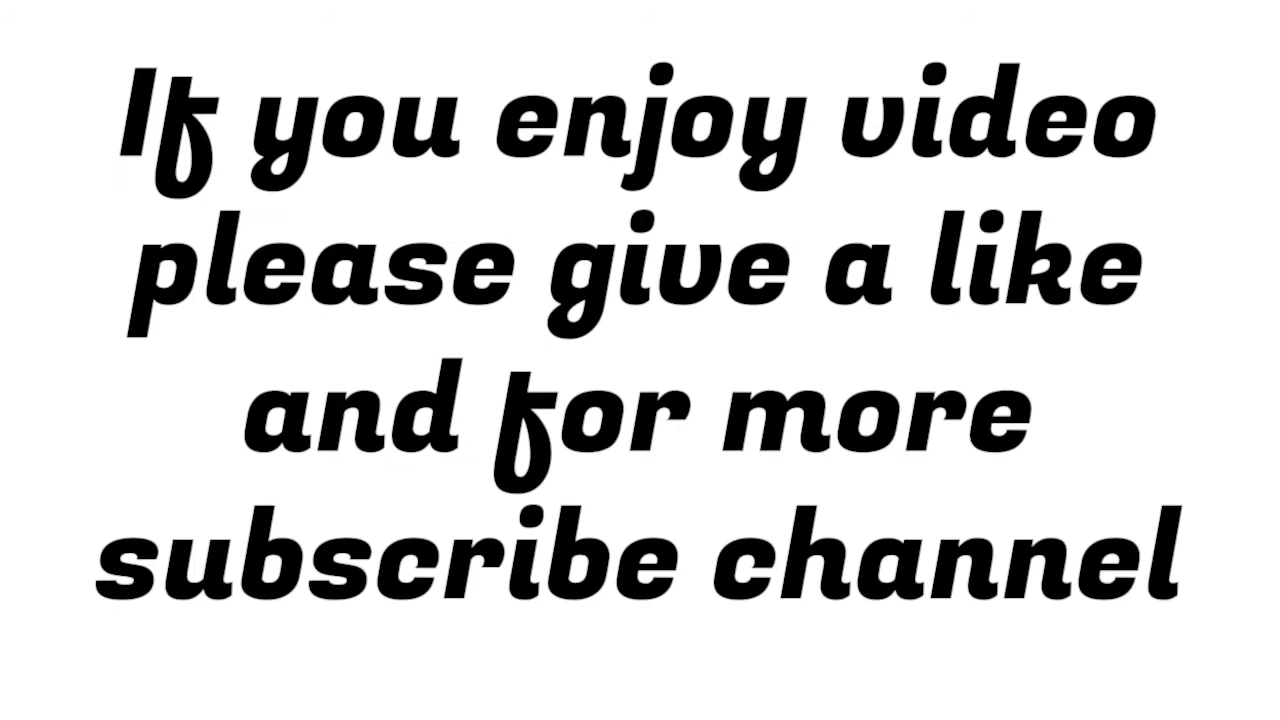 If you enjoy video
please give a like
and for more
subscribe channel